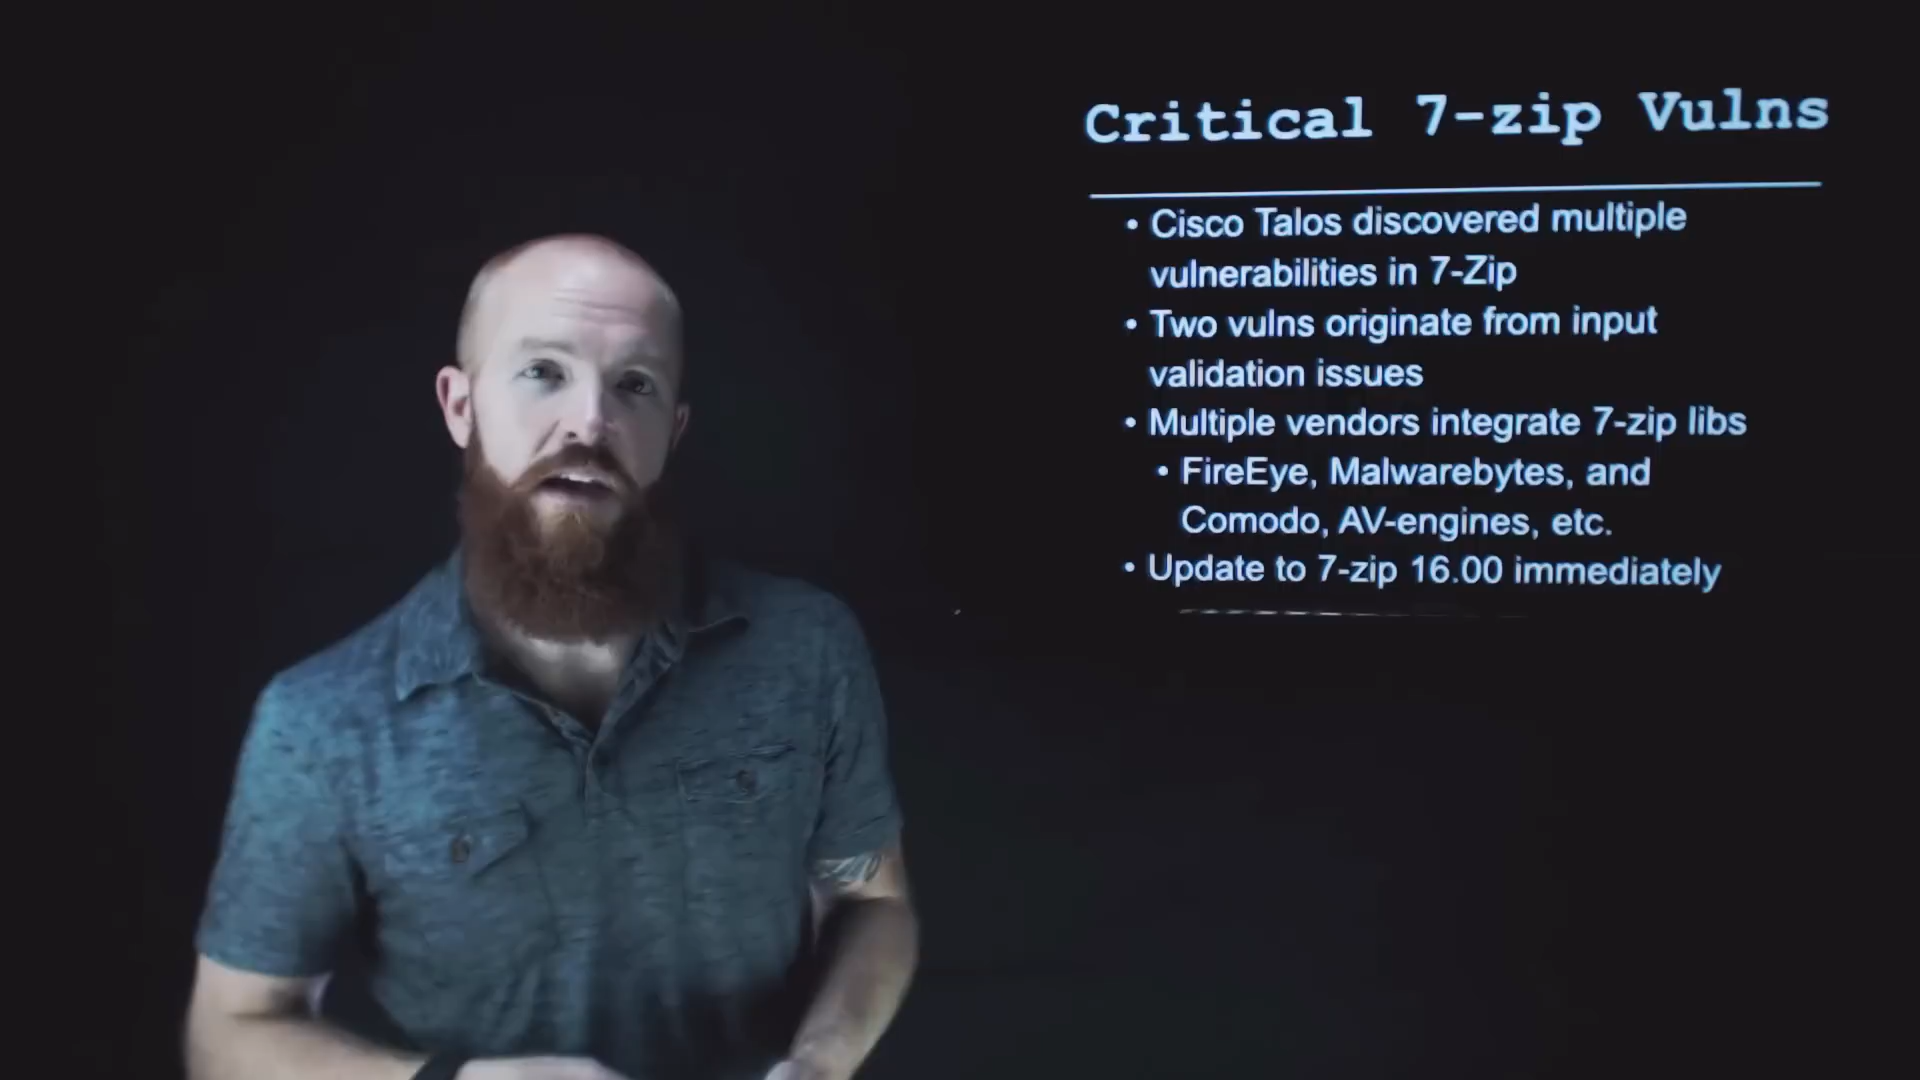 Critical 7-zip Vulns
• Cisco Talos discovered multiple
vulnerabilities in 7-Zip
• Two vulns originate from input
validation issues
• Multiple vendors integrate 7-zip libs
• FireEye, Malwarebytes, and
Comodo, AV-engines, etc.
• Update to 7-zip 16.00 immediately